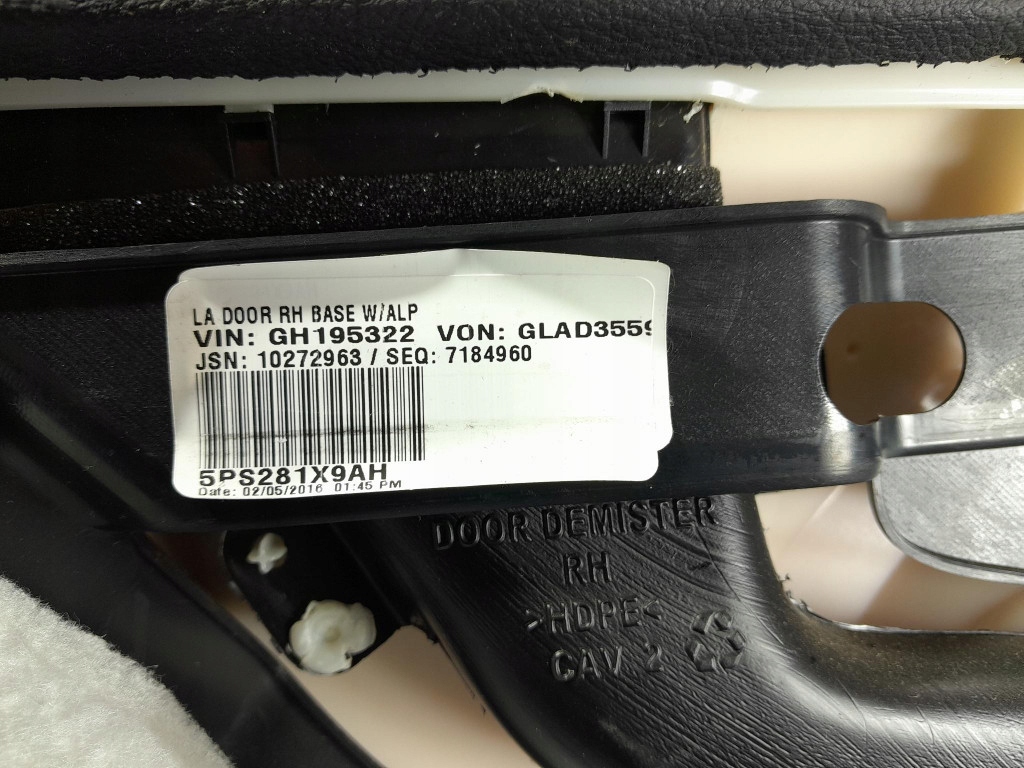 LA DOOR RH BASE W/ALP
VIN: GH195322 VON: GLAD3559
JSN: 10272963 / SEQ: 7184960
5PS281X9AH
Date: 02/05/2016 01:45 PM
DOOR DEMISTER
RH
>HDPE<
CAV 2